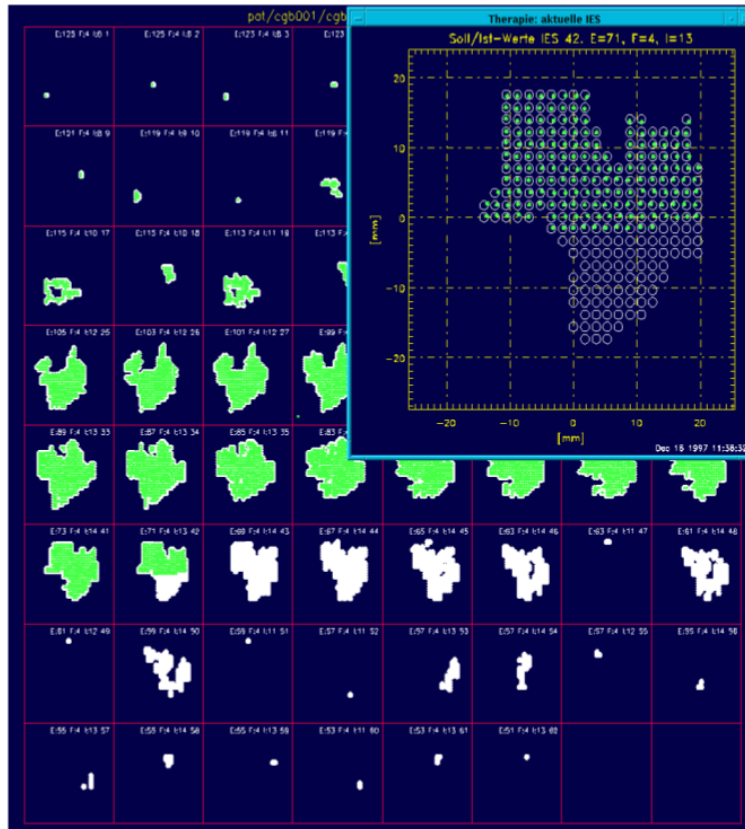 pat/cgb001/cgb
Therapie: aktuelle IES
Soll/Ist-Werte IES 42. E=71, F=4, I=13
20
10
0
-10
-20
[mm]
-20 -10 0 10 20
[mm]
Dec 16 1997 11:38:
E:125 F:4 I:6 1
E:125 F:4 I:6 2
E:123 F:4 I:6 3
E:123
E:121 F:4 I:8 9
E:119 F:4 I:9 10
E:119 F:4 I:6 11
E:119 F:
E:115 F:4 I:10 17
E:115 F:4 I:10 18
E:113 F:4 I:11 19
E:113 F:
E:105 F:4 I:12 25
E:103 F:4 I:12 26
E:101 F:4 I:12 27
E:99 F:4
E:89 F:4 I:13 33
E:87 F:4 I:13 34
E:85 F:4 I:13 35
E:83 F:4
E:73 F:4 I:14 41
E:71 F:4 I:13 42
E:69 F:4 I:14 43
E:67 F:4 I:14 44
E:65 F:4 I:14 45
E:63 F:4 I:14 46
E:63 F:4 I:11 47
E:61 F:4 I:14 48
E:61 F:4 I:12 49
E:59 F:4 I:14 50
E:59 F:4 I:11 51
E:57 F:4 I:11 52
E:57 F:4 I:13 53
E:57 F:4 I:14 54
E:57 F:4 I:12 55
E:55 F:4 I:14 56
E:55 F:4 I:13 57
E:55 F:4 I:14 58
E:55 F:4 I:13 59
E:53 F:4 I:11 60
E:53 F:4 I:13 61
E:51 F:4 I:13 62